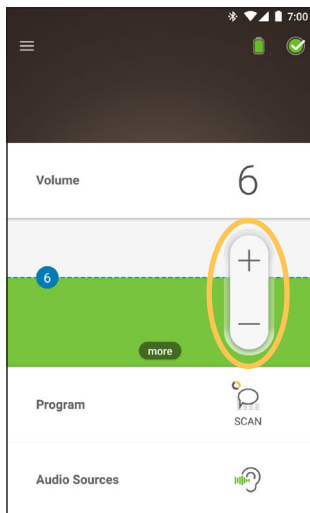 7:00
Volume
6
+
6
—
more
Program
SCAN
Audio Sources